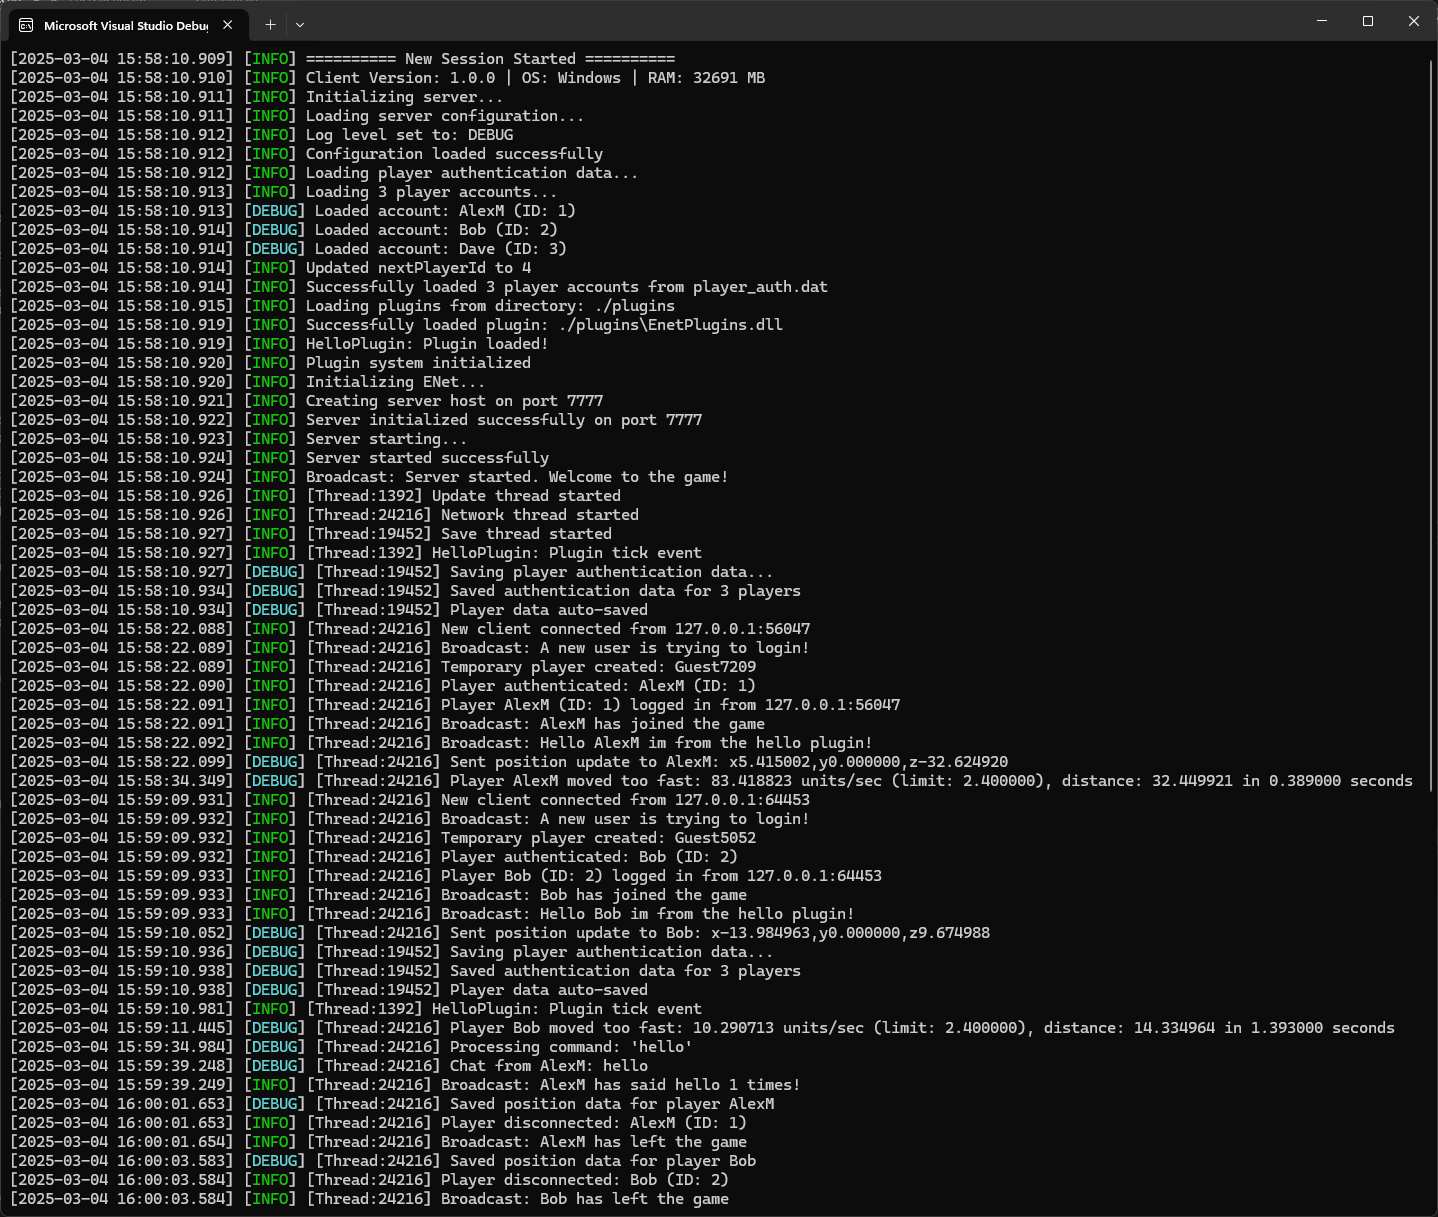 Microsoft Visual Studio Debug
[2025-03-04 15:58:10.909] [INFO] ========== New Session Started ==========
[2025-03-04 15:58:10.910] [INFO] Client Version: 1.0.0 | OS: Windows | RAM: 32691 MB
[2025-03-04 15:58:10.911] [INFO] Initializing server...
[2025-03-04 15:58:10.911] [INFO] Loading server configuration...
[2025-03-04 15:58:10.912] [INFO] Log level set to: DEBUG
[2025-03-04 15:58:10.912] [INFO] Configuration loaded successfully
[2025-03-04 15:58:10.912] [INFO] Loading player authentication data...
[2025-03-04 15:58:10.913] [INFO] Loading 3 player accounts...
[2025-03-04 15:58:10.913] [DEBUG] Loaded account: AlexM (ID: 1)
[2025-03-04 15:58:10.914] [DEBUG] Loaded account: Bob (ID: 2)
[2025-03-04 15:58:10.914] [DEBUG] Loaded account: Dave (ID: 3)
[2025-03-04 15:58:10.914] [INFO] Updated nextPlayerId to 4
[2025-03-04 15:58:10.914] [INFO] Successfully loaded 3 player accounts from player_auth.dat
[2025-03-04 15:58:10.915] [INFO] Loading plugins from directory: ./plugins
[2025-03-04 15:58:10.919] [INFO] Successfully loaded plugin: ./plugins\EnetPlugins.dll
[2025-03-04 15:58:10.919] [INFO] HelloPlugin: Plugin loaded!
[2025-03-04 15:58:10.920] [INFO] Plugin system initialized
[2025-03-04 15:58:10.920] [INFO] Initializing ENet...
[2025-03-04 15:58:10.921] [INFO] Creating server host on port 7777
[2025-03-04 15:58:10.922] [INFO] Server initialized successfully on port 7777
[2025-03-04 15:58:10.923] [INFO] Server starting...
[2025-03-04 15:58:10.924] [INFO] Server started successfully
[2025-03-04 15:58:10.924] [INFO] Broadcast: Server started. Welcome to the game!
[2025-03-04 15:58:10.926] [INFO] [Thread:1392] Update thread started
[2025-03-04 15:58:10.926] [INFO] [Thread:24216] Network thread started
[2025-03-04 15:58:10.927] [INFO] [Thread:19452] Save thread started
[2025-03-04 15:58:10.927] [INFO] [Thread:1392] HelloPlugin: Plugin tick event
[2025-03-04 15:58:10.927] [DEBUG] [Thread:19452] Saving player authentication data...
[2025-03-04 15:58:10.934] [DEBUG] [Thread:19452] Saved authentication data for 3 players
[2025-03-04 15:58:10.934] [DEBUG] [Thread:19452] Player data auto-saved
[2025-03-04 15:58:22.088] [INFO] [Thread:24216] New client connected from 127.0.0.1:56047
[2025-03-04 15:58:22.089] [INFO] [Thread:24216] Broadcast: A new user is trying to login!
[2025-03-04 15:58:22.089] [INFO] [Thread:24216] Temporary player created: Guest7209
[2025-03-04 15:58:22.090] [INFO] [Thread:24216] Player authenticated: AlexM (ID: 1)
[2025-03-04 15:58:22.091] [INFO] [Thread:24216] Player AlexM (ID: 1) logged in from 127.0.0.1:56047
[2025-03-04 15:58:22.091] [INFO] [Thread:24216] Broadcast: AlexM has joined the game
[2025-03-04 15:58:22.092] [INFO] [Thread:24216] Broadcast: Hello AlexM im from the hello plugin!
[2025-03-04 15:58:22.099] [DEBUG] [Thread:24216] Sent position update to AlexM: x5.415002,y0.000000,z-32.624920
[2025-03-04 15:58:34.349] [DEBUG] [Thread:24216] Player AlexM moved too fast: 83.418823 units/sec (limit: 2.400000), distance: 32.449921 in 0.389000 seconds
[2025-03-04 15:59:09.931] [INFO] [Thread:24216] New client connected from 127.0.0.1:64453
[2025-03-04 15:59:09.932] [INFO] [Thread:24216] Broadcast: A new user is trying to login!
[2025-03-04 15:59:09.932] [INFO] [Thread:24216] Temporary player created: Guest5052
[2025-03-04 15:59:09.932] [INFO] [Thread:24216] Player authenticated: Bob (ID: 2)
[2025-03-04 15:59:09.933] [INFO] [Thread:24216] Player Bob (ID: 2) logged in from 127.0.0.1:64453
[2025-03-04 15:59:09.933] [INFO] [Thread:24216] Broadcast: Bob has joined the game
[2025-03-04 15:59:09.933] [INFO] [Thread:24216] Broadcast: Hello Bob im from the hello plugin!
[2025-03-04 15:59:10.052] [DEBUG] [Thread:24216] Sent position update to Bob: x-13.984963,y0.000000,z9.674988
[2025-03-04 15:59:10.936] [DEBUG] [Thread:19452] Saving player authentication data...
[2025-03-04 15:59:10.938] [DEBUG] [Thread:19452] Saved authentication data for 3 players
[2025-03-04 15:59:10.938] [DEBUG] [Thread:19452] Player data auto-saved
[2025-03-04 15:59:10.981] [INFO] [Thread:1392] HelloPlugin: Plugin tick event
[2025-03-04 15:59:11.445] [DEBUG] [Thread:24216] Player Bob moved too fast: 10.290713 units/sec (limit: 2.400000), distance: 14.334964 in 1.393000 seconds
[2025-03-04 15:59:34.984] [DEBUG] [Thread:24216] Processing command: 'hello'
[2025-03-04 15:59:39.248] [DEBUG] [Thread:24216] Chat from AlexM: hello
[2025-03-04 15:59:39.249] [INFO] [Thread:24216] Broadcast: AlexM has said hello 1 times!
[2025-03-04 16:00:01.653] [DEBUG] [Thread:24216] Saved position data for player AlexM
[2025-03-04 16:00:01.653] [INFO] [Thread:24216] Player disconnected: AlexM (ID: 1)
[2025-03-04 16:00:01.654] [INFO] [Thread:24216] Broadcast: AlexM has left the game
[2025-03-04 16:00:03.583] [DEBUG] [Thread:24216] Saved position data for player Bob
[2025-03-04 16:00:03.584] [INFO] [Thread:24216] Player disconnected: Bob (ID: 2)
[2025-03-04 16:00:03.584] [INFO] [Thread:24216] Broadcast: Bob has left the game